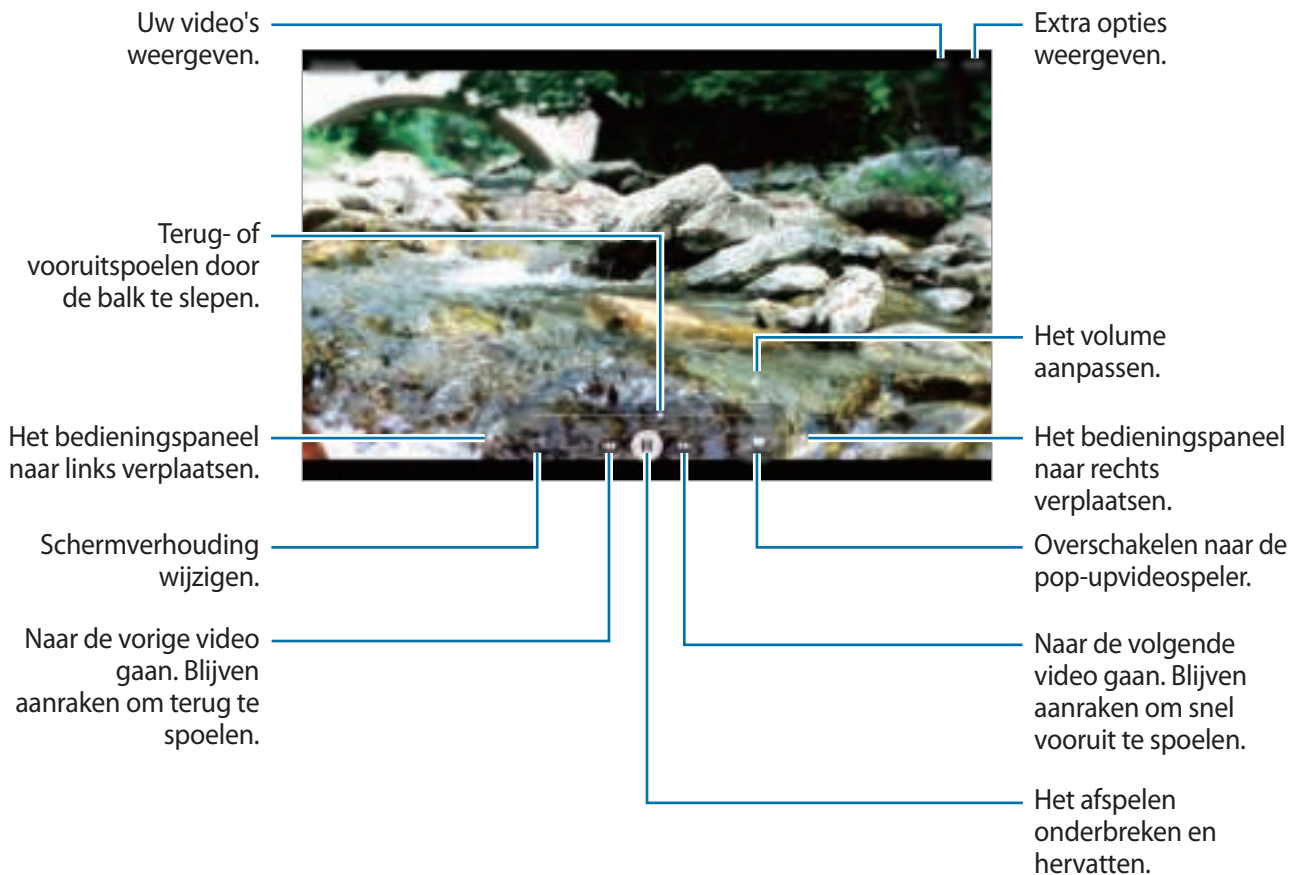 Uw video's
weergeven.
Extra opties
weergeven.
Terug- of
vooruitspoelen door
de balk te slepen.
Het volume
aanpassen.
Het bedieningspaneel
naar links verplaatsen.
Het bedieningspaneel
naar rechts
verplaatsen.
Schermverhouding
wijzigen.
Overschakelen naar de
pop-upvideospeler.
Naar de vorige video
gaan. Blijven
aanraken om terug te
spoelen.
Naar de volgende
video gaan. Blijven
aanraken om snel
vooruit te spoelen.
Het afspelen
onderbreken en
hervatten.